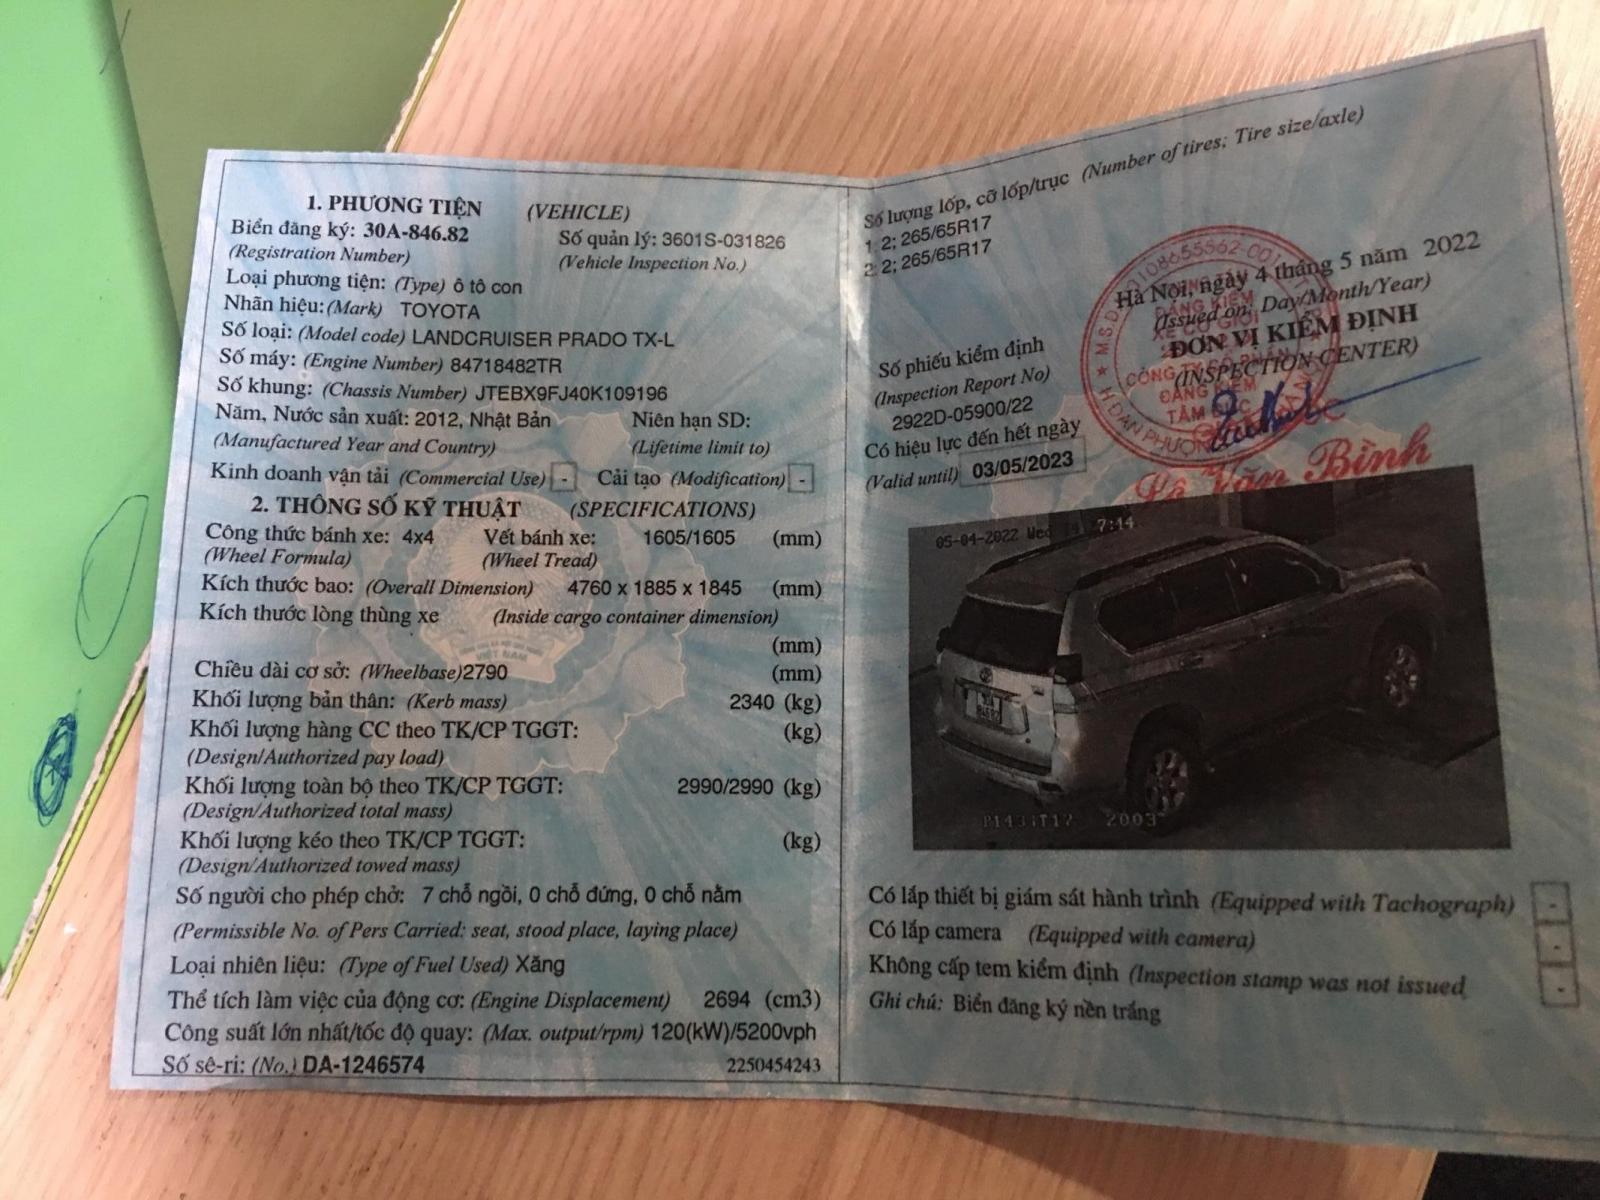 1. PHƯƠNG TIỆN (VEHICLE)
Biển đăng ký: 30A-846.82 Số quản lý: 3601S-031826
(Registration Number) (Vehicle Inspection No.)
Loại phương tiện: (Type) ô tô con
Nhãn hiệu: (Mark) TOYOTA
Số loại: (Model code) LANDCRUISER PRADO TX-L
Số máy: (Engine Number) 84718482TR
Số khung: (Chassis Number) JTEBX9FJ40K109196
Năm, Nước sản xuất: 2012, Nhật Bản Niên hạn SD:
(Manufactured Year and Country) (Lifetime limit to)
Kinh doanh vận tải (Commercial Use) - Cải tạo (Modification) -
2. THÔNG SỐ KỸ THUẬT (SPECIFICATIONS)
Công thức bánh xe: 4x4 Vết bánh xe: 1605/1605 (mm)
(Wheel Formula) (Wheel Tread)
Kích thước bao: (Overall Dimension) 4760 x 1885 x 1845 (mm)
Kích thước lòng thùng xe (Inside cargo container dimension)
(mm)
Chiều dài cơ sở: (Wheelbase)2790 (mm)
Khối lượng bản thân: (Kerb mass) 2340 (kg)
Khối lượng hàng CC theo TK/CP TGGT: (kg)
(Design/Authorized pay load)
Khối lượng toàn bộ theo TK/CP TGGT: 2990/2990 (kg)
(Design/Authorized total mass)
Khối lượng kéo theo TK/CP TGGT: (kg)
(Design/Authorized towed mass)
Số người cho phép chở: 7 chỗ ngồi, 0 chỗ đứng, 0 chỗ nằm
(Permissible No. of Pers Carried: seat, stood place, laying place)
Loại nhiên liệu: (Type of Fuel Used) Xăng
Thể tích làm việc của động cơ: (Engine Displacement) 2694 (cm3)
Công suất lớn nhất/tốc độ quay: (Max. output/rpm) 120(kW)/5200vph
Số sê-ri: (No.) DA-1246574 2250454243
Số lượng lốp, cỡ lốp/trục (Number of tires; Tire size/axle)
1: 2; 265/65R17
2: 2; 265/65R17
Hà Nội, ngày 4 tháng 5 năm 2022
(Issued on: Day/Month/Year)
ĐƠN VỊ KIỂM ĐỊNH
(INSPECTION CENTER)
Số phiếu kiểm định
(Inspection Report No)
2922D-05900/22
Có hiệu lực đến hết ngày
(Valid until) 03/05/2023
ĐĂNG KIỂM
XE CƠ GIỚI
CÔNG TY CỔ PHẦN
ĐĂNG KIỂM
TÂM ĐỨC
Lê Văn Bình
05-04-2022 Wed 7:14
2003
Có lắp thiết bị giám sát hành trình (Equipped with Tachograph) -
Có lắp camera (Equipped with camera) -
Không cấp tem kiểm định (Inspection stamp was not issued -
Ghi chú: Biển đăng ký nền trắng